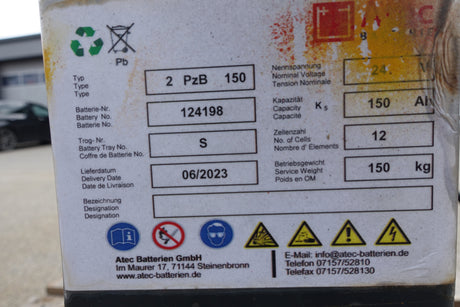 Pb
Typ
Type
Type
2 PzB 150
Batterie-Nr.
Battery No.
Batterie No.
124198
Trog- Nr.
Battery Tray No.
Coffre de Batterie No.
S
Lieferdatum
Delivery Date
Date de Livraison
06/2023
Bezeichnung
Designation
Designation
Nennspannung
Nominal Voltage
Tension Nominale
24
Kapazität
Capacity
Capacité
K5
150 Ah
Zellenzahl
No. of Cells
Nombre d' Elements
12
Betriebsgewicht
Service Weight
Poids en OM
150 kg
Atec Batterien GmbH
Im Maurer 17, 71144 Steinenbronn
www.atec-batterien.de
E-Mail: info@atec-batterien.de
Telefon 07157/52810
Telefax 07157/528130